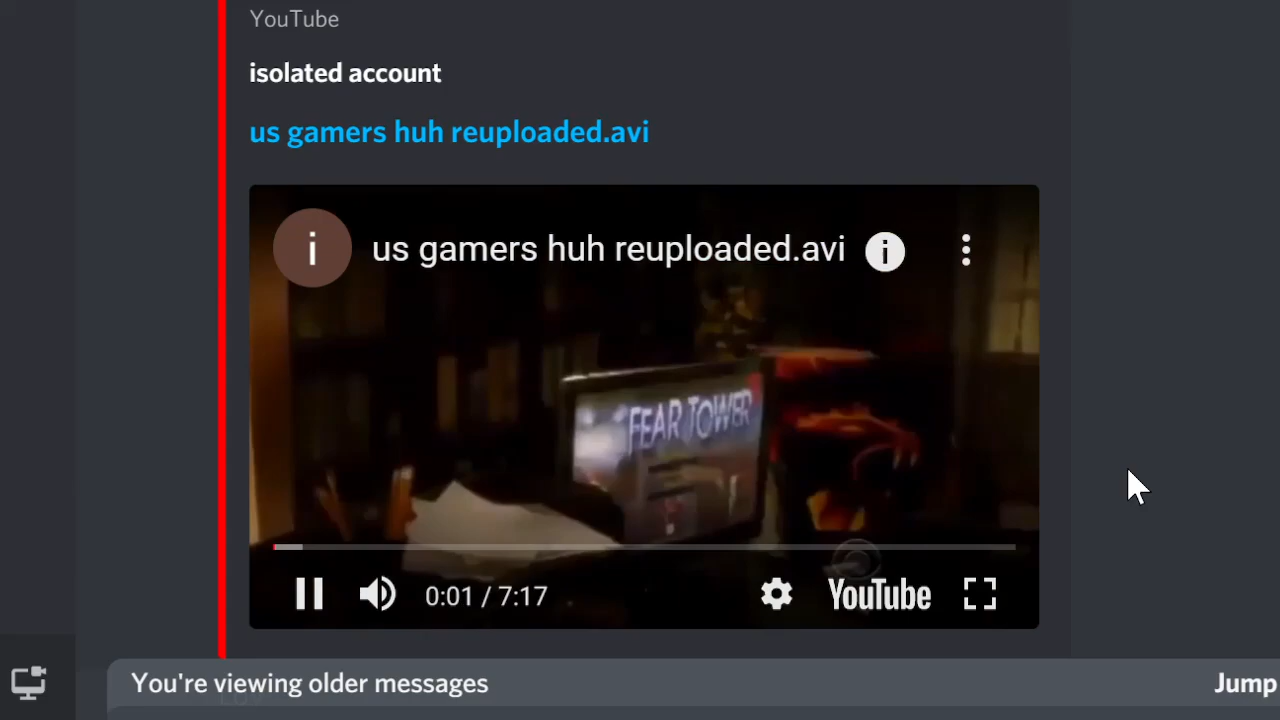 YouTube
isolated account
us gamers huh reuploaded.avi
i us gamers huh reuploaded.avi i
FEAR TOWER
0:01 / 7:17 YouTube
You're viewing older messages Jump